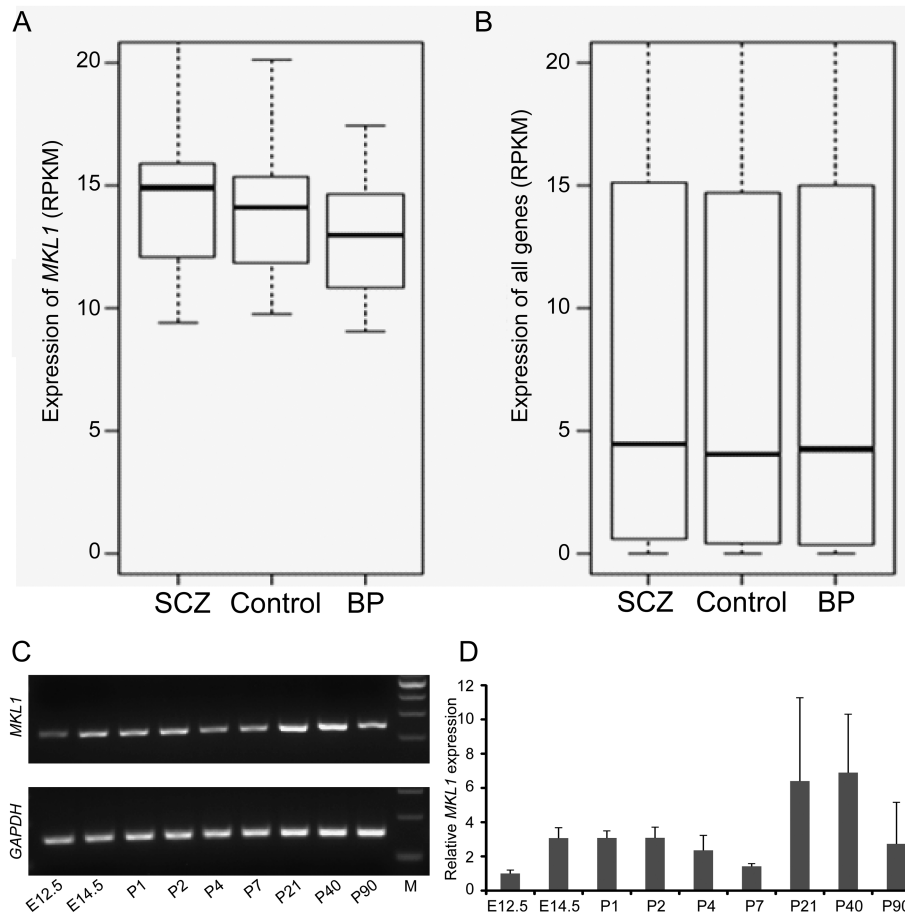 A
B
Expression of MKL1 (RPKM)
20
15
10
5
0
SCZ Control BP
Expression of all genes (RPKM)
20
15
10
5
0
SCZ Control BP
C
D
MKL1
GAPDH
E12.5 E14.5 P1 P2 P4 P7 P21 P40 P90 M
Relative MKL1 expression
12
10
8
6
4
2
0
E12.5 E14.5 P1 P2 P4 P7 P21 P40 P90